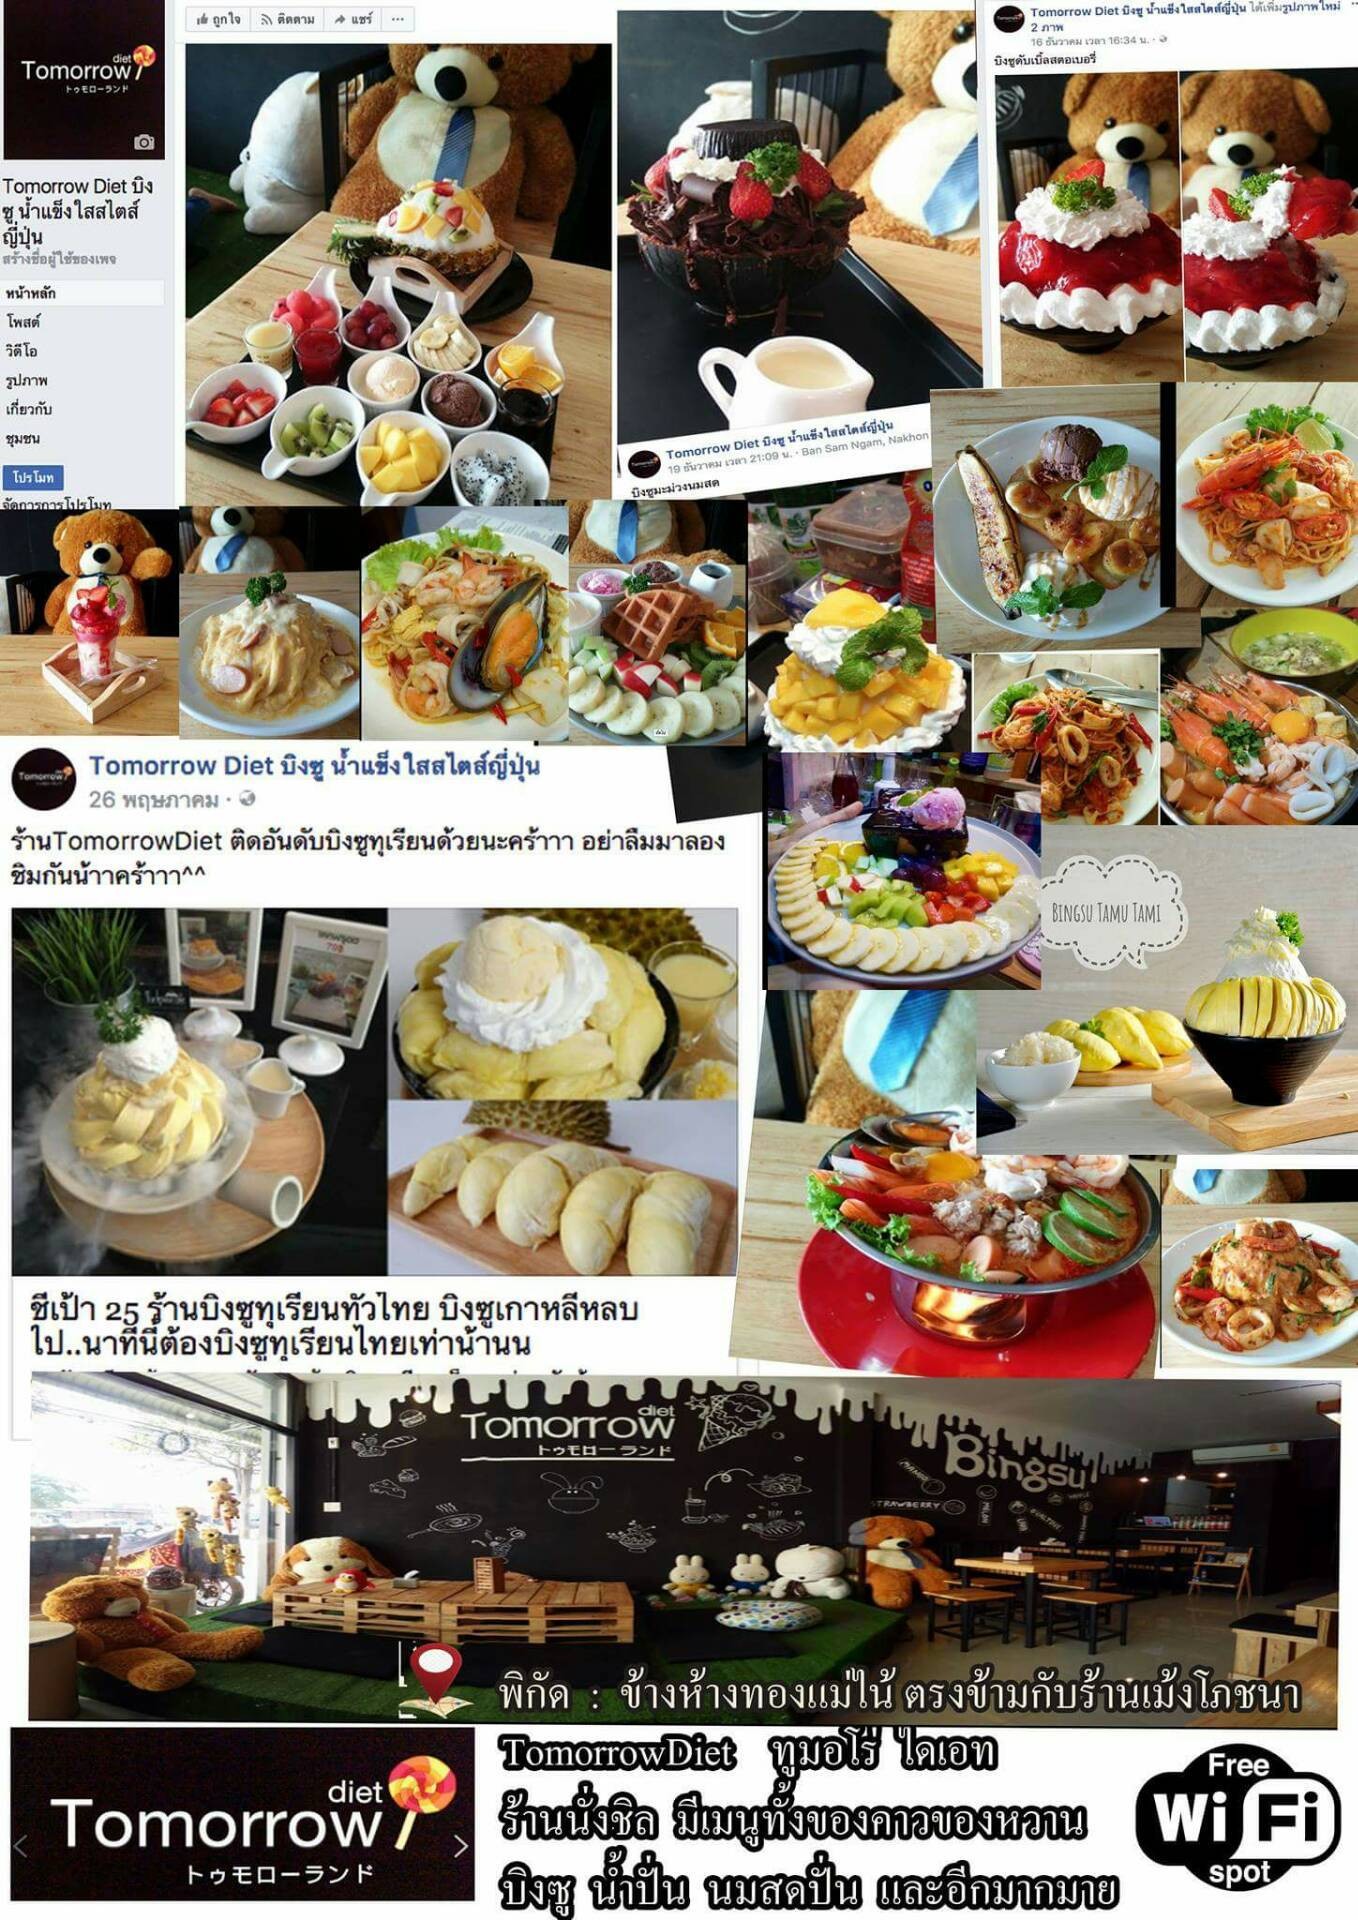 diet
Tomorrow
トゥモローランド
Tomorrow Diet บิง
ซู น้ำแข็งใสสไตส์
ญี่ปุ่น
สร้างชื่อผู้ใช้ของเพจ
หน้าหลัก
โพสต์
วิดีโอ
รูปภาพ
เกี่ยวกับ
ชุมชน
โปรโมท
จัดการการโปรโมท
ถูกใจ ติดตาม แชร์ ...
Tomorrow Diet บิงซู น้ำแข็งใสสไตส์ญี่ปุ่น
19 ธันวาคม เวลา 21:09 น. · Ban Sam Ngam, Nakhon
บิงซูมะม่วงนมสด
Tomorrow Diet บิงซู น้ำแข็งใสสไตส์ญี่ปุ่น ได้เพิ่มรูปภาพใหม่
2 ภาพ
16 ธันวาคม เวลา 16:34 น. ·
บิงซูดับเบิ้ลสตอเบอรี่
Tomorrow Diet บิงซู น้ำแข็งใสสไตส์ญี่ปุ่น
26 พฤษภาคม ·
ร้านTomorrowDiet ติดอันดับบิงซูทุเรียนด้วยนะคร้าาา อย่าลืมมาลอง
ชิมกันน้าาคร้าาา^^
BINGSU TAMU TAMI
ชี้เป้า 25 ร้านบิงซูทุเรียนทั่วไทย บิงซูเกาหลีหลบ
ไป..นาทีนี้ต้องบิงซูทุเรียนไทยเท่าน้านน
diet
Tomorrow
トゥモローランド
Bingsu
MANGO
STRAWBERRY
MELON
พิกัด : ข้างห้างทองแม่ไน้ ตรงข้ามกับร้านเม้งโภชนา
diet
Tomorrow
トゥモローランド
TomorrowDiet ทูมอโร่ ไดเอท
ร้านนั่งชิล มีเมนูทั้งของคาวของหวาน
บิงซู น้ำปั่น นมสดปั่น และอีกมากมาย
Free
Wi Fi
spot